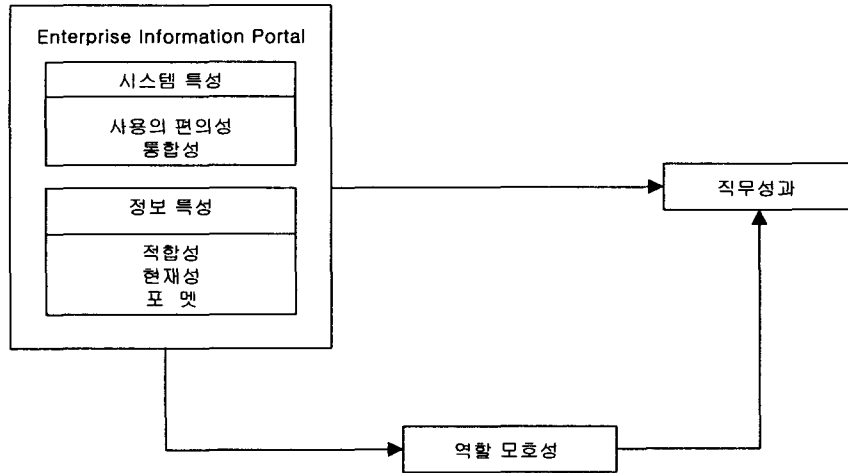 Enterprise Information Portal
시스템 특성
사용의 편의성
통합성
정보 특성
적합성
현재성
포 멧
직무성과
역할 모호성